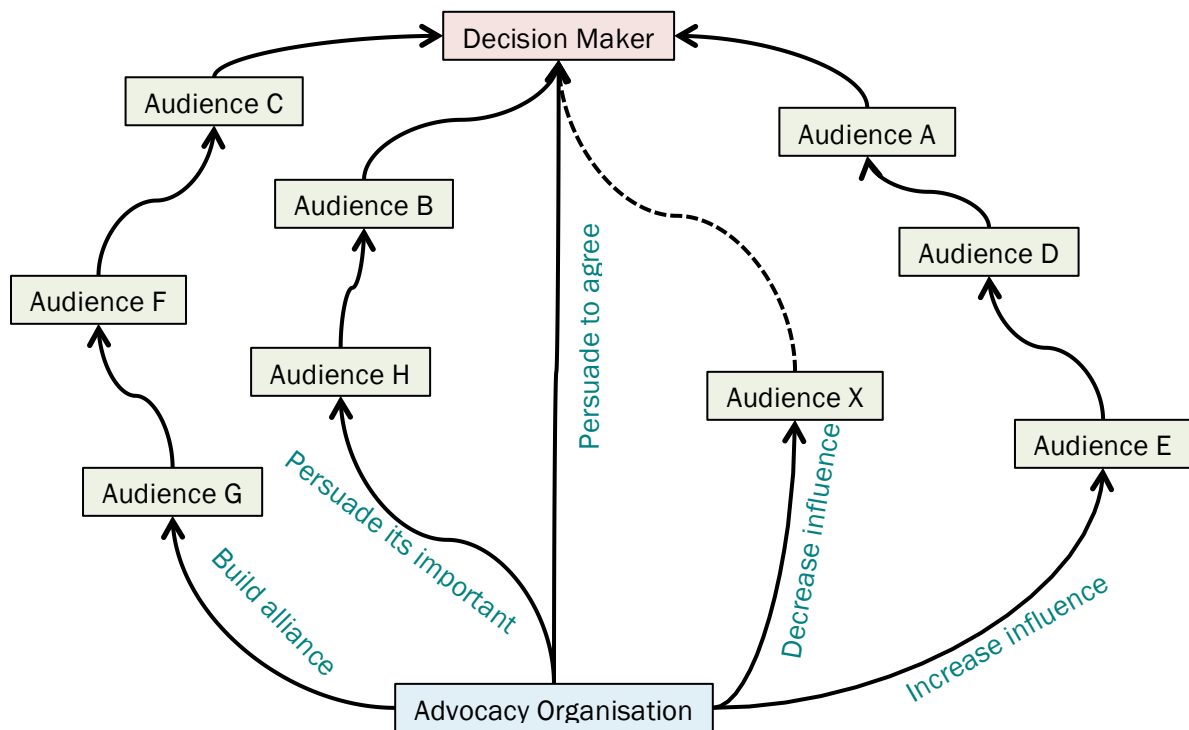 Decision Maker
Audience C
Audience A
Audience B
Audience D
Persuade to agree
Audience F
Audience H
Audience X
Audience E
Audience G
Persuade its important
Decrease influence
Build alliance
Increase influence
Advocacy Organisation